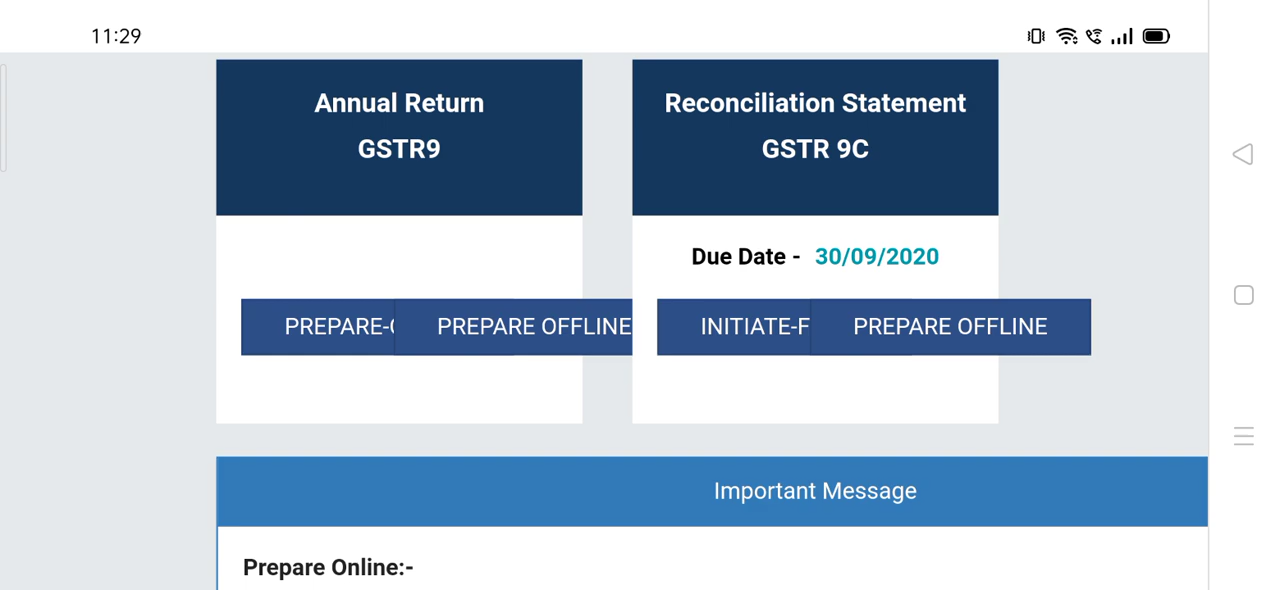 11:29
Annual Return
GSTR9
Reconciliation Statement
GSTR 9C
Due Date - 30/09/2020
PREPARE OFFLINE
PREPARE OFFLINE
Important Message
Prepare Online:-